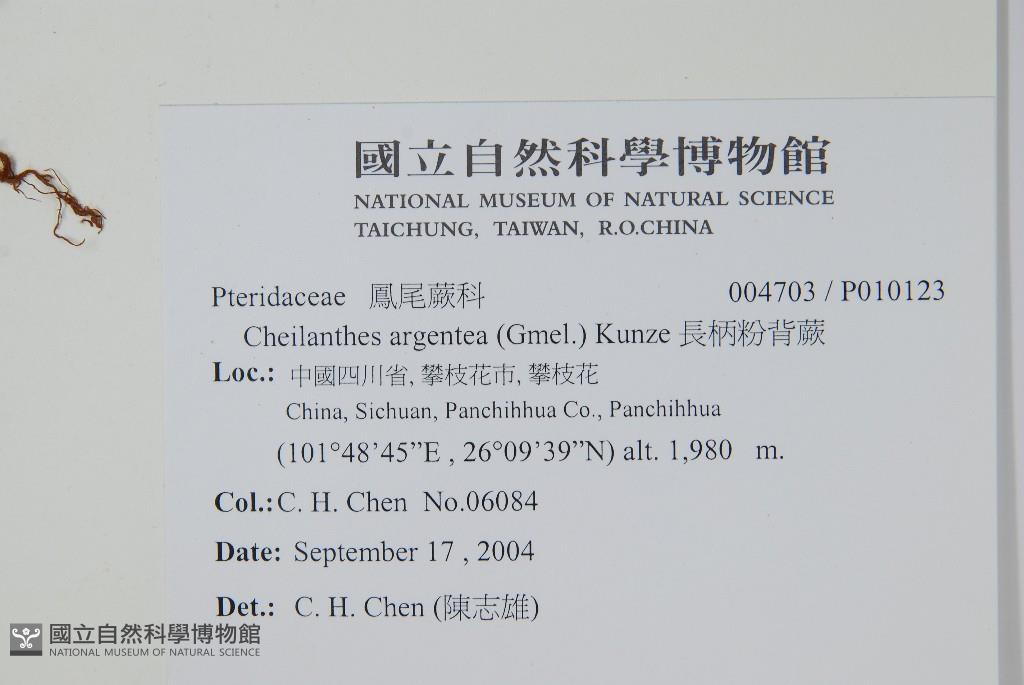 國立自然科學博物館
NATIONAL MUSEUM OF NATURAL SCIENCE
TAICHUNG, TAIWAN, R.O.CHINA
Pteridaceae 鳳尾蕨科 004703 / P010123
Cheilanthes argentea (Gmel.) Kunze 長柄粉背蕨
Loc.: 中國四川省, 攀枝花市, 攀枝花
China, Sichuan, Panchihhua Co., Panchihhua
(101°48’45”E , 26°09’39”N) alt. 1,980 m.
Col.: C. H. Chen No.06084
Date: September 17 , 2004
Det.: C. H. Chen (陳志雄)
國立自然科學博物館
NATIONAL MUSEUM OF NATURAL SCIENCE